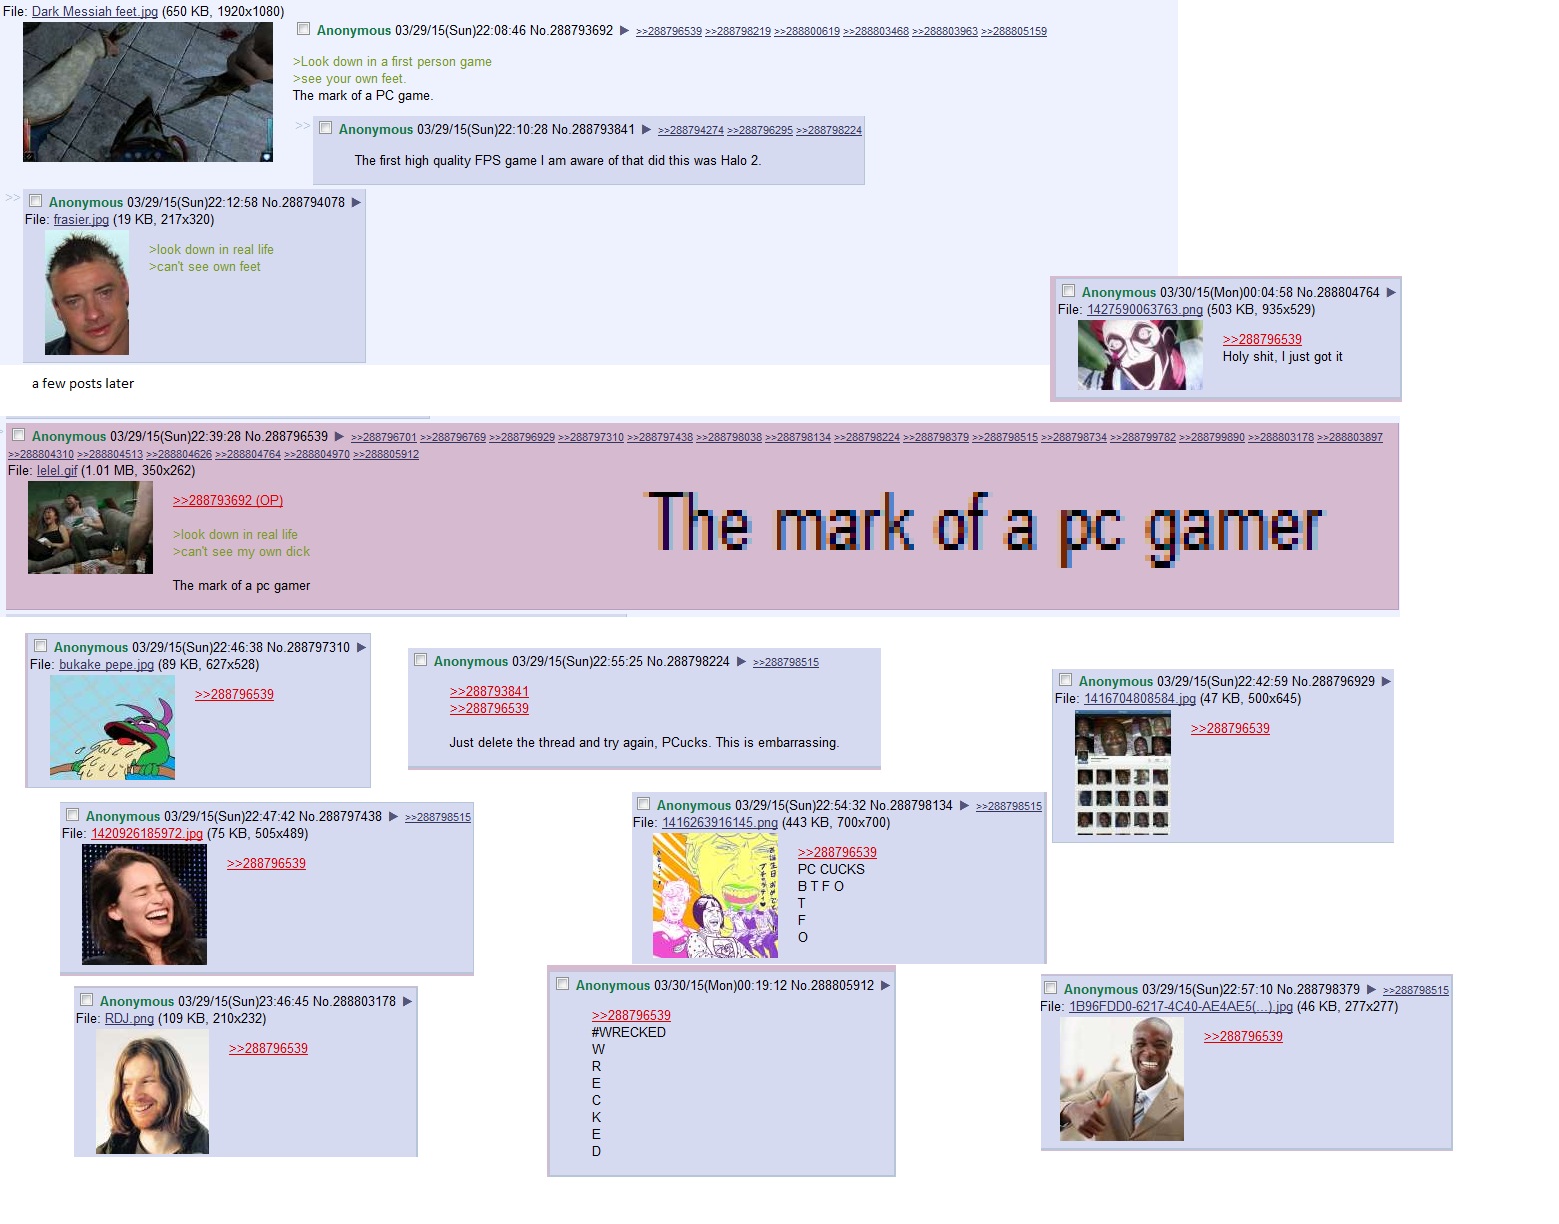 File: Dark Messiah feet.jpg (650 KB, 1920x1080)
Anonymous 03/29/15(Sun)22:08:46 No.288793692 ▶ >>288796539 >>288798219 >>288800619 >>288803468 >>288803963 >>288805159
>Look down in a first person game
>see your own feet.
The mark of a PC game.
>> Anonymous 03/29/15(Sun)22:10:28 No.288793841 ▶ >>288794274 >>288796295 >>288798224
The first high quality FPS game I am aware of that did this was Halo 2.
>> Anonymous 03/29/15(Sun)22:12:58 No.288794078 ▶
File: frasier.jpg (19 KB, 217x320)
>look down in real life
>can't see own feet
Anonymous 03/30/15(Mon)00:04:58 No.288804764 ▶
File: 1427590063763.png (503 KB, 935x529)
>>288796539
Holy shit, I just got it
a few posts later
Anonymous 03/29/15(Sun)22:39:28 No.288796539 ▶ >>288796701 >>288796769 >>288796929 >>288797310 >>288797438 >>288798038 >>288798134 >>288798224 >>288798379 >>288798515 >>288798734 >>288799782 >>288799890 >>288803178 >>288803897
>>288804310 >>288804513 >>288804626 >>288804764 >>288804970 >>288805912
File: lelel.gif (1.01 MB, 350x262)
>>288793692 (OP)
>look down in real life
>can't see my own dick
The mark of a pc gamer
The mark of a pc gamer
Anonymous 03/29/15(Sun)22:46:38 No.288797310 ▶
File: bukake pepe.jpg (89 KB, 627x528)
>>288796539
Anonymous 03/29/15(Sun)22:55:25 No.288798224 ▶ >>288798515
>>288793841
>>288796539
Just delete the thread and try again, PCucks. This is embarrassing.
Anonymous 03/29/15(Sun)22:42:59 No.288796929 ▶
File: 1416704808584.jpg (47 KB, 500x645)
>>288796539
Anonymous 03/29/15(Sun)22:47:42 No.288797438 ▶ >>288798515
File: 1420926185972.jpg (75 KB, 505x489)
>>288796539
Anonymous 03/29/15(Sun)22:54:32 No.288798134 ▶ >>288798515
File: 1416263916145.png (443 KB, 700x700)
>>288796539
PC CUCKS
B T F O
T
F
O
Anonymous 03/29/15(Sun)23:46:45 No.288803178 ▶
File: RDJ.png (109 KB, 210x232)
>>288796539
Anonymous 03/30/15(Mon)00:19:12 No.288805912 ▶
>>288796539
#WRECKED
W
R
E
C
K
E
D
Anonymous 03/29/15(Sun)22:57:10 No.288798379 ▶ >>288798515
File: 1B96FDD0-6217-4C40-AE4AE5(...).jpg (46 KB, 277x277)
>>288796539